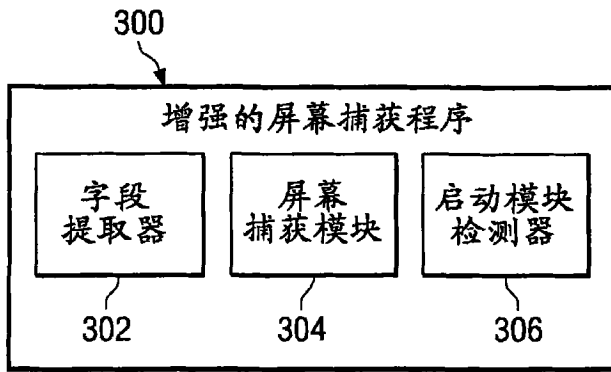 300
增强的屏幕捕获程序
字段
提取器
屏幕
捕获模块
启动模块
检测器
302
304
306